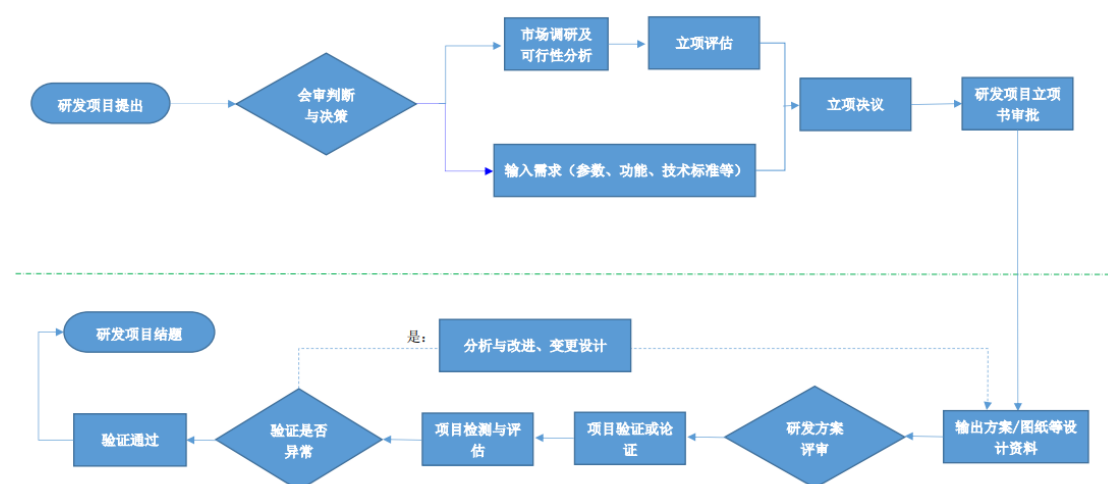 市场调研及
可行性分析
立项评估
研发项目提出
会审判断
与决策
立项决议
研发项目立项
书审批
输入需求（参数、功能、技术标准等）
研发项目结题
是：
分析与改进、变更设计
验证通过
验证是否
异常
项目检测与评
估
项目验证或论
证
研发方案
评审
输出方案/图纸等设
计资料